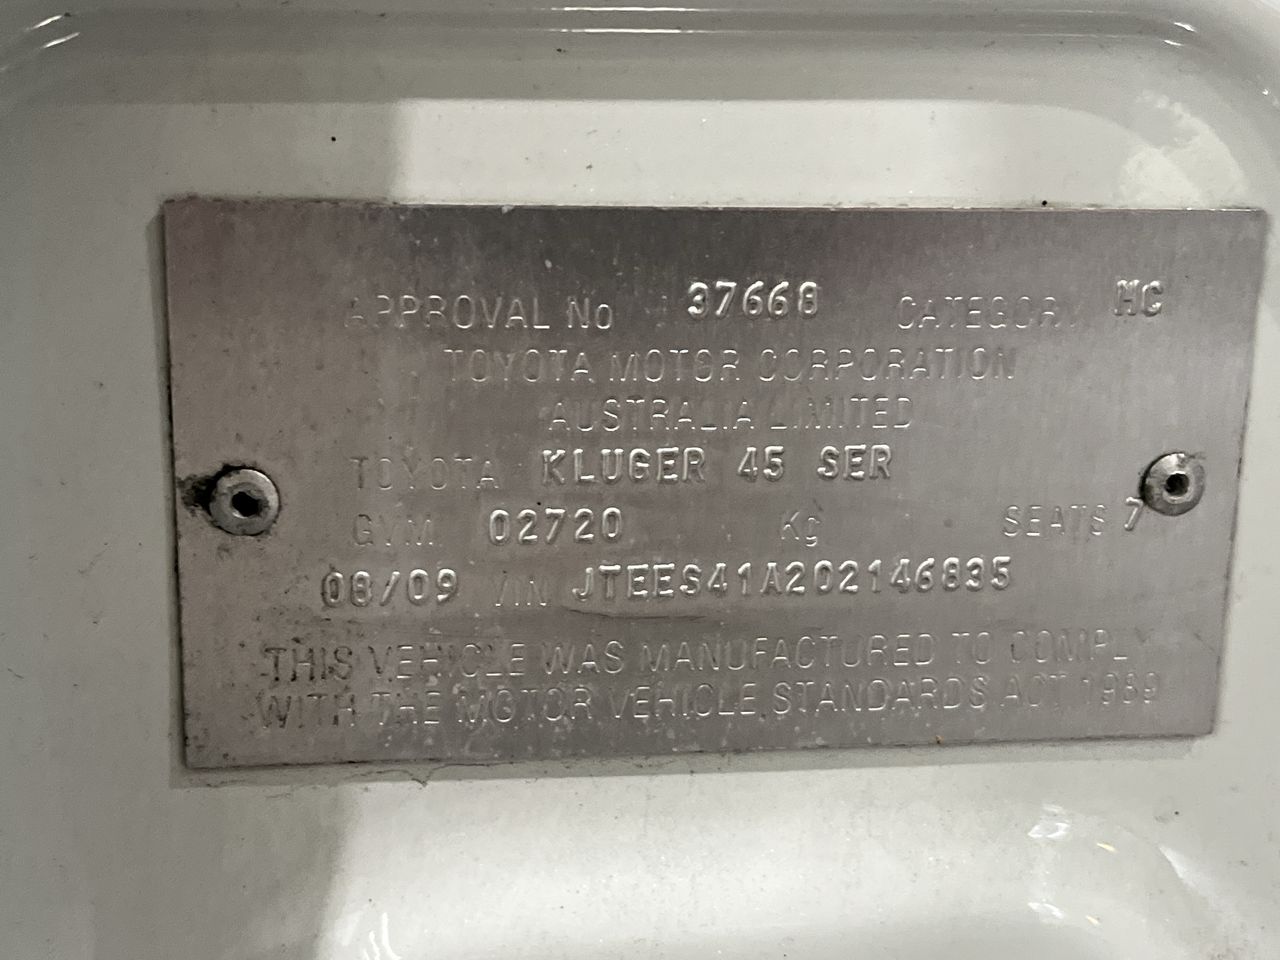 APPROVAL No 37668 CATEGORY MC
TOYOTA MOTOR CORPORATION
AUSTRALIA LIMITED
TOYOTA KLUGER 45 SER
GVM 02720 Kg SEATS 7
08/09 VIN JTEES41A202146835
THIS VEHICLE WAS MANUFACTURED TO COMPLY
WITH THE MOTOR VEHICLE STANDARDS ACT 1989